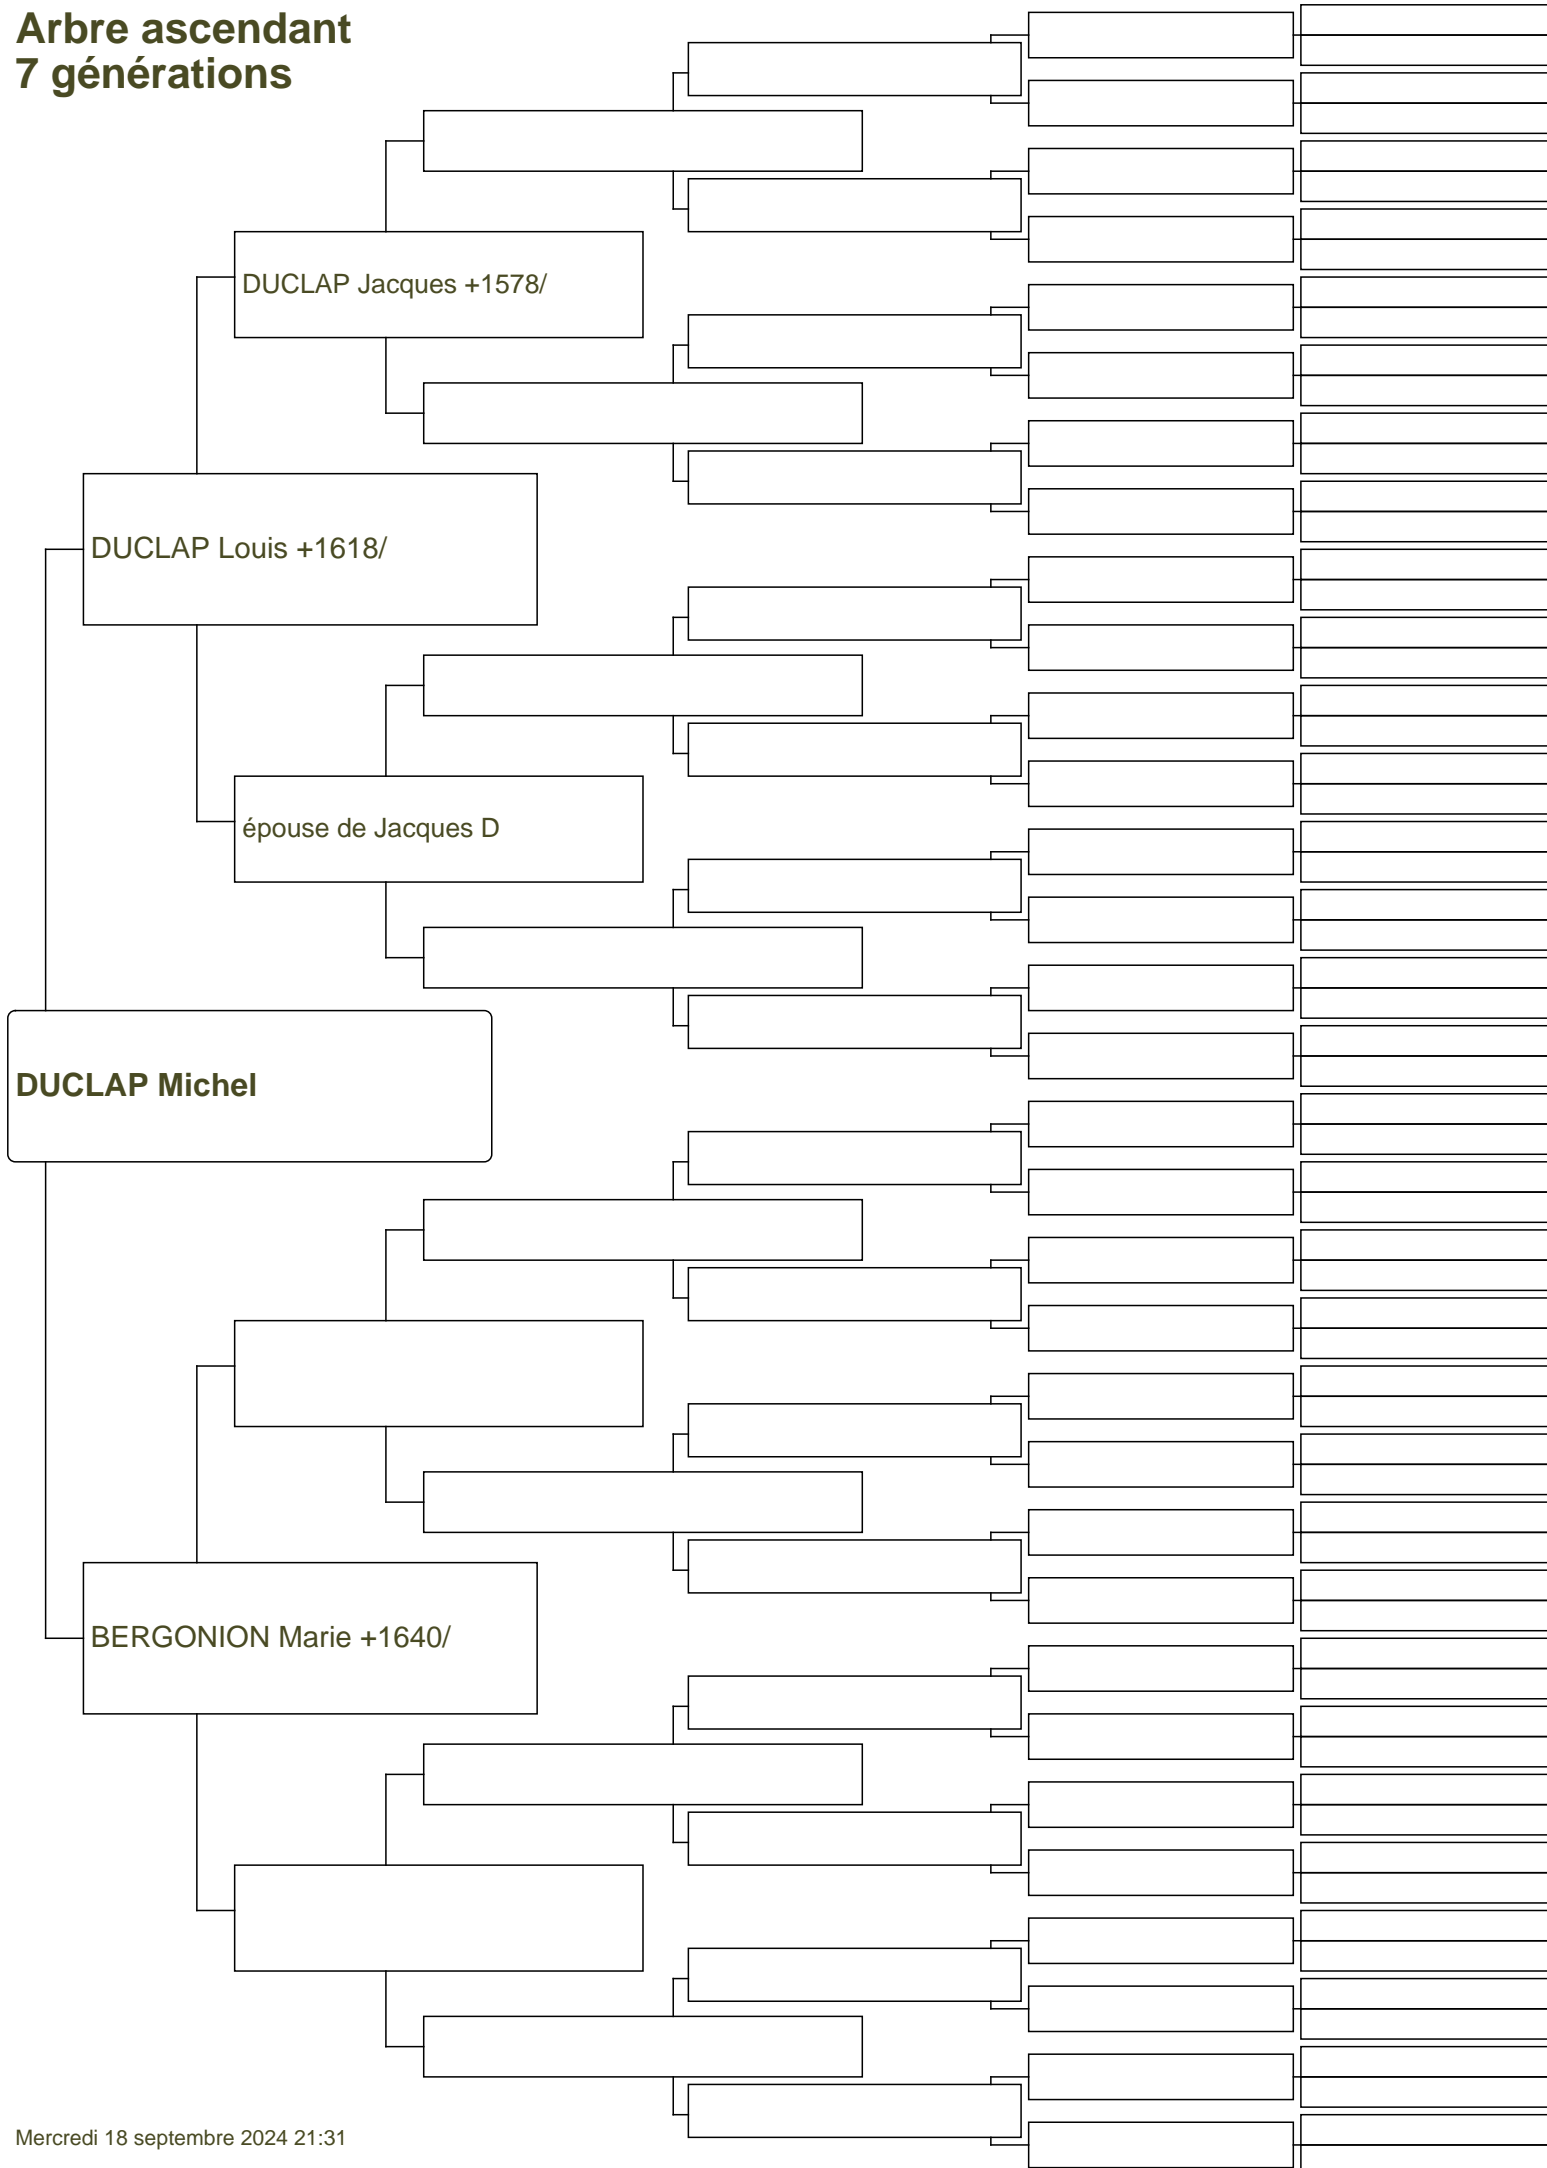 Arbre ascendant
7 générations
DUCLAP Jacques +1578/
DUCLAP Louis +1618/
épouse de Jacques D
DUCLAP Michel
BERGONION Marie +1640/
Mercredi 18 septembre 2024 21:31